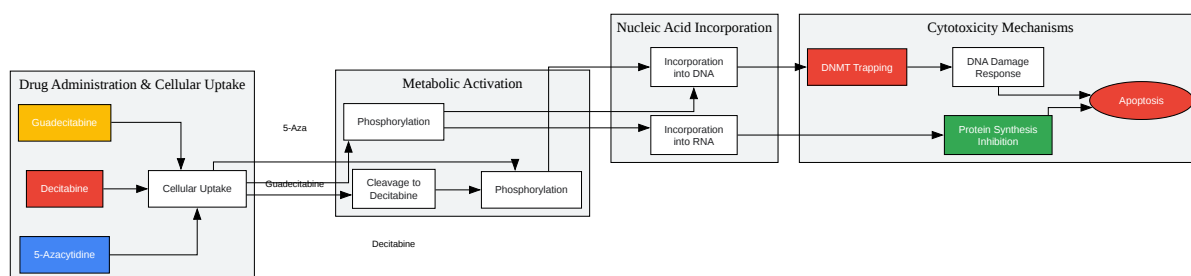 Drug Administration & Cellular Uptake
Guadecitabine
Decitabine
5-Azacytidine
Cellular Uptake
5-Aza
Guadecitabine
Decitabine
Metabolic Activation
Phosphorylation
Cleavage to
Decitabine
Phosphorylation
Nucleic Acid Incorporation
Incorporation
into DNA
Incorporation
into RNA
Cytotoxicity Mechanisms
DNMT Trapping
DNA Damage
Response
Protein Synthesis
Inhibition
Apoptosis